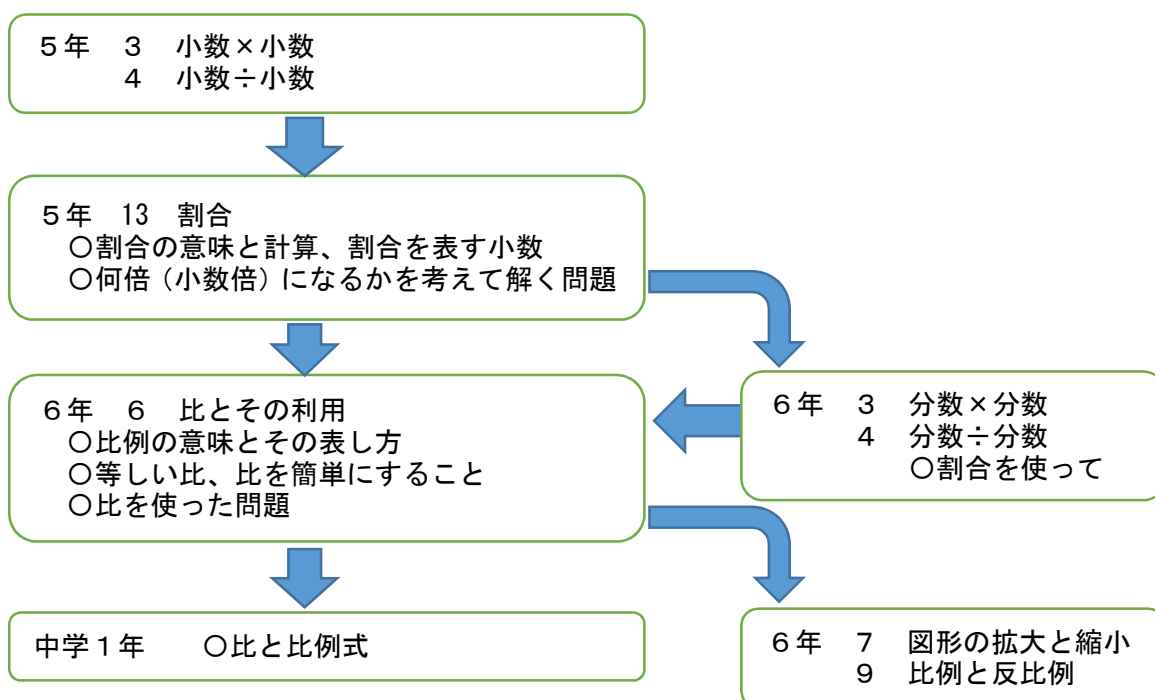 ５年　３　小数×小数
４　小数÷小数
５年　13　割合
○割合の意味と計算、割合を表す小数
○何倍（小数倍）になるかを考えて解く問題
６年　６　比とその利用
○比例の意味とその表し方
○等しい比、比を簡単にすること
○比を使った問題
６年　３　分数×分数
４　分数÷分数
○割合を使って
中学１年　○比と比例式
６年　７　図形の拡大と縮小
９　比例と反比例